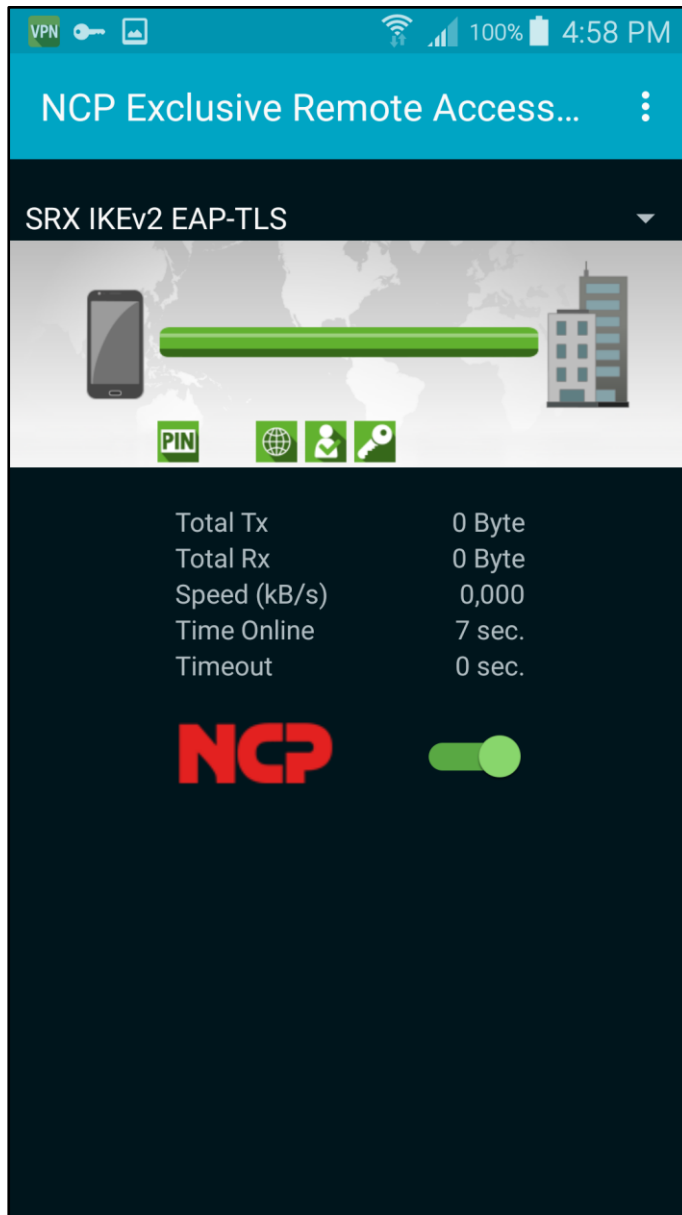 VPN 100% 4:58 PM
NCP Exclusive Remote Access...
SRX IKEv2 EAP-TLS
PIN
Total Tx 0 Byte
Total Rx 0 Byte
Speed (kB/s) 0,000
Time Online 7 sec.
Timeout 0 sec.
NCP